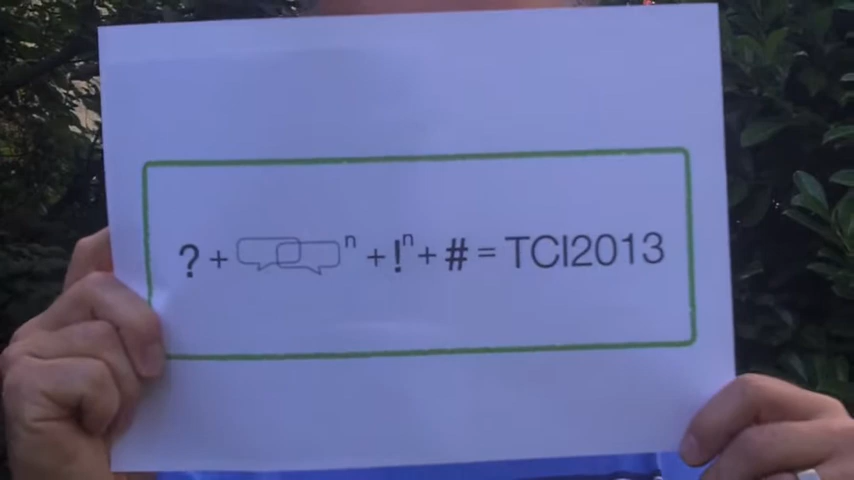 ? + ⁿ + !ⁿ + # = TCI2013